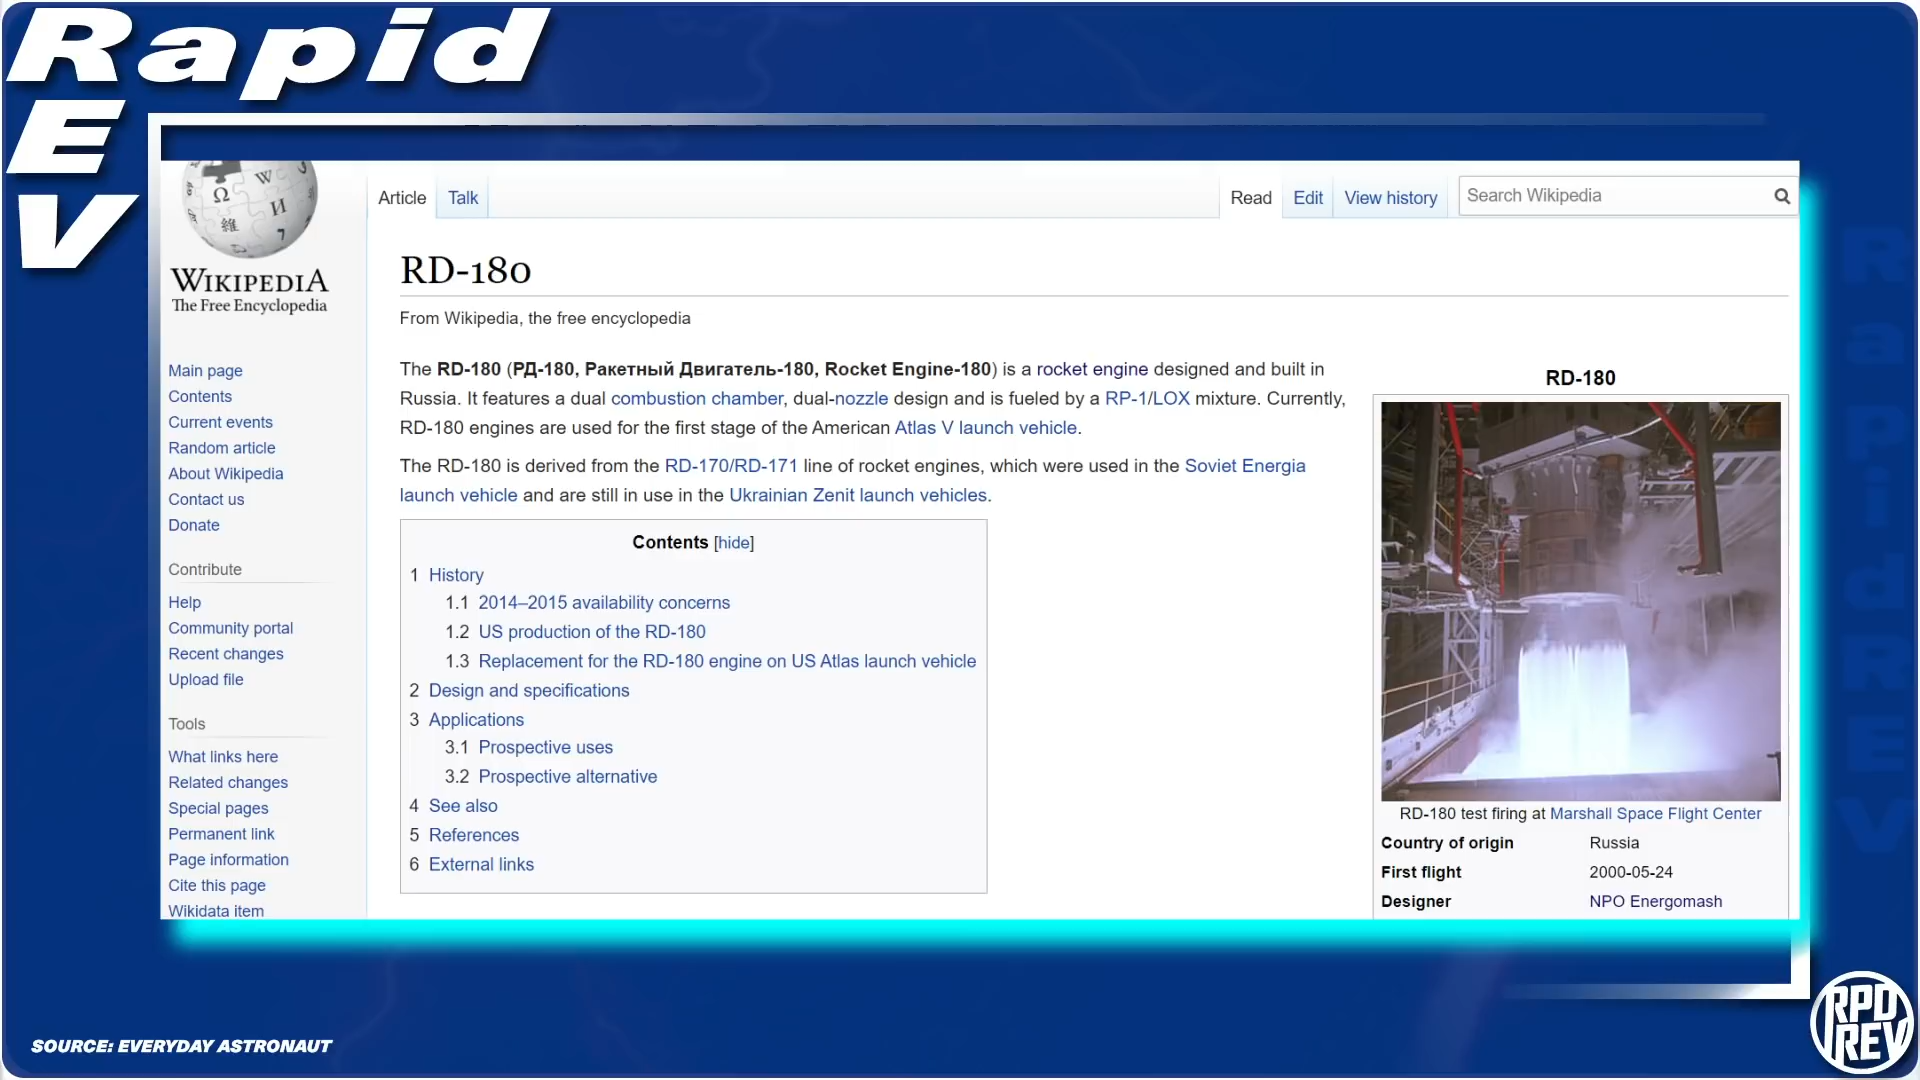 Rapid
REV
Article Talk Read Edit View history Search Wikipedia
WIKIPEDIA
The Free Encyclopedia
Main page
Contents
Current events
Random article
About Wikipedia
Contact us
Donate
Contribute
Help
Community portal
Recent changes
Upload file
Tools
What links here
Related changes
Special pages
Permanent link
Page information
Cite this page
Wikidata item
RD-180
From Wikipedia, the free encyclopedia
The RD-180 (РД-180, Ракетный Двигатель-180, Rocket Engine-180) is a rocket engine designed and built in
Russia. It features a dual combustion chamber, dual-nozzle design and is fueled by a RP-1/LOX mixture. Currently,
RD-180 engines are used for the first stage of the American Atlas V launch vehicle.
The RD-180 is derived from the RD-170/RD-171 line of rocket engines, which were used in the Soviet Energia
launch vehicle and are still in use in the Ukrainian Zenit launch vehicles.
Contents [hide]
1 History
1.1 2014–2015 availability concerns
1.2 US production of the RD-180
1.3 Replacement for the RD-180 engine on US Atlas launch vehicle
2 Design and specifications
3 Applications
3.1 Prospective uses
3.2 Prospective alternative
4 See also
5 References
6 External links
RD-180
RD-180 test firing at Marshall Space Flight Center
Country of origin Russia
First flight 2000-05-24
Designer NPO Energomash
RapidREV
SOURCE: EVERYDAY ASTRONAUT
RPD
REV